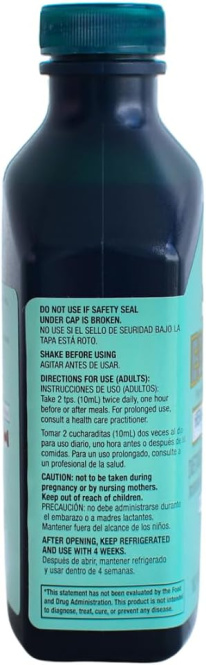 DO NOT USE IF SAFETY SEAL
UNDER CAP IS BROKEN.
NO USE SI EL SELLO DE SEURIDAD BAJO LA
TAPA ESTÁ ROTO.
SHAKE BEFORE USING
AGITAR ANTES DE USAR.
DIRECTIONS FOR USE (ADULTS):
INSTRUCCIONES DE USO (ADULTOS):
Take 2 tps. (10mL) twice daily, one hour
before or after meals. For prolonged use,
consult a health care practitioner.
Tomar 2 cucharaditas (10mL) dos veces al día
para uso diario, uno hora antes o después de
comidas. Para un uso prolongado, consulte a
un profesional de la salud.
CAUTION: not to be taken during
pregnancy or by nursing mothers.
Keep out of reach of children.
PRECAUCIÓN: no debe administrarse durante
el embarazo o a madres lactantes.
Mantener fuera del alcance de los niños.
AFTER OPENING, KEEP REFRIGERATED
AND USE WITH 4 WEEKS.
Después de abrir, mantener refrigerado
y usar dentro de 4 semanas.
*This statement has not been evaluated by the Food
and Drug Administration. This product is not intended
to diagnose, treat, cure, or prevent any disease.